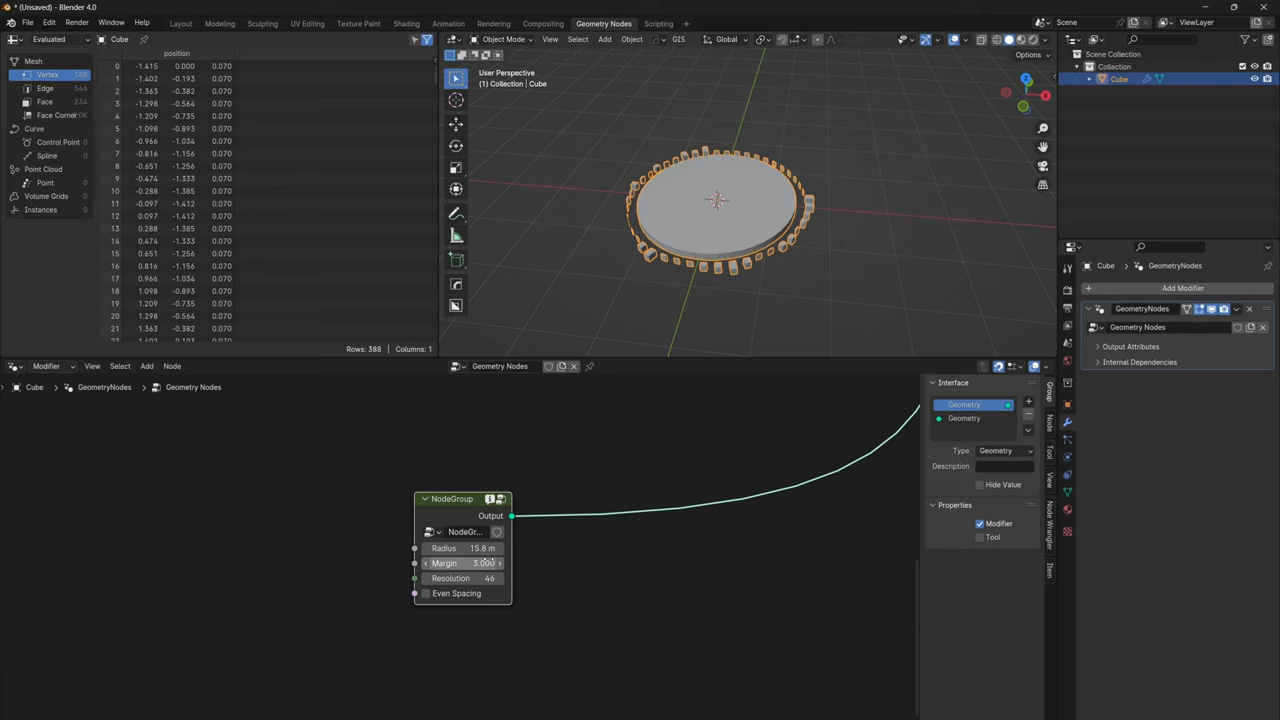 * (Unsaved) - Blender 4.0
File Edit Render Window Help Layout Modeling Sculpting UV Editing Texture Paint Shading Animation Rendering Compositing Geometry Nodes Scripting + Scene ViewLayer
Evaluated Cube Object Mode View Select Add Object GIS Global
Options
Mesh position
Vertex 388
Edge 546
Face 234
Face Corner
Curve
Control Point 0
Spline 0
Point Cloud
Point 0
Volume Grids 0
Instances 0
0 -1.415 0.000 0.070
1 -1.402 -0.193 0.070
2 -1.363 -0.382 0.070
3 -1.298 -0.564 0.070
4 -1.209 -0.735 0.070
5 -1.098 -0.893 0.070
6 -0.966 -1.034 0.070
7 -0.816 -1.156 0.070
8 -0.651 -1.256 0.070
9 -0.474 -1.333 0.070
10 -0.288 -1.385 0.070
11 -0.097 -1.412 0.070
12 0.097 -1.412 0.070
13 0.288 -1.385 0.070
14 0.474 -1.333 0.070
15 0.651 -1.256 0.070
16 0.816 -1.156 0.070
17 0.966 -1.034 0.070
18 1.098 -0.893 0.070
19 1.209 -0.735 0.070
20 1.298 -0.564 0.070
21 1.363 -0.382 0.070
Rows: 388 | Columns: 1
User Perspective
(1) Collection | Cube
Z
X
Scene Collection
Collection
Cube
Cube GeometryNodes
Add Modifier
GeometryNodes
Geometry Nodes
Output Attributes
Internal Dependencies
Modifier View Select Add Node Geometry Nodes
Cube GeometryNodes Geometry Nodes
NodeGroup
Output
NodeGr...
Radius 15.8 m
Margin 3.000
Resolution 46
Even Spacing
Interface
Geometry
Geometry
Type Geometry
Description
Hide Value
Properties
Modifier
Tool
Group
Node
Tool
View
Node Wrangler
Item